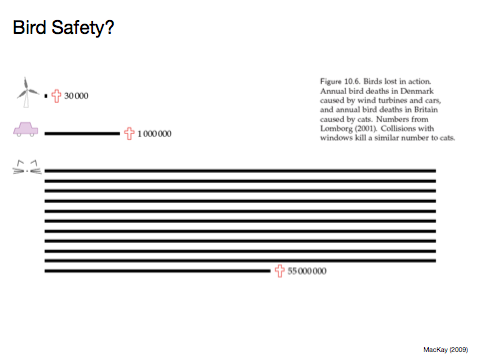 Bird Safety?
30000
1000000
55000000
Figure 10.6. Birds lost in action.
Annual bird deaths in Denmark
caused by wind turbines and cars,
and annual bird deaths in Britain
caused by cats. Numbers from
Lomborg (2001). Collisions with
windows kill a similar number to cats.
MacKay (2009)